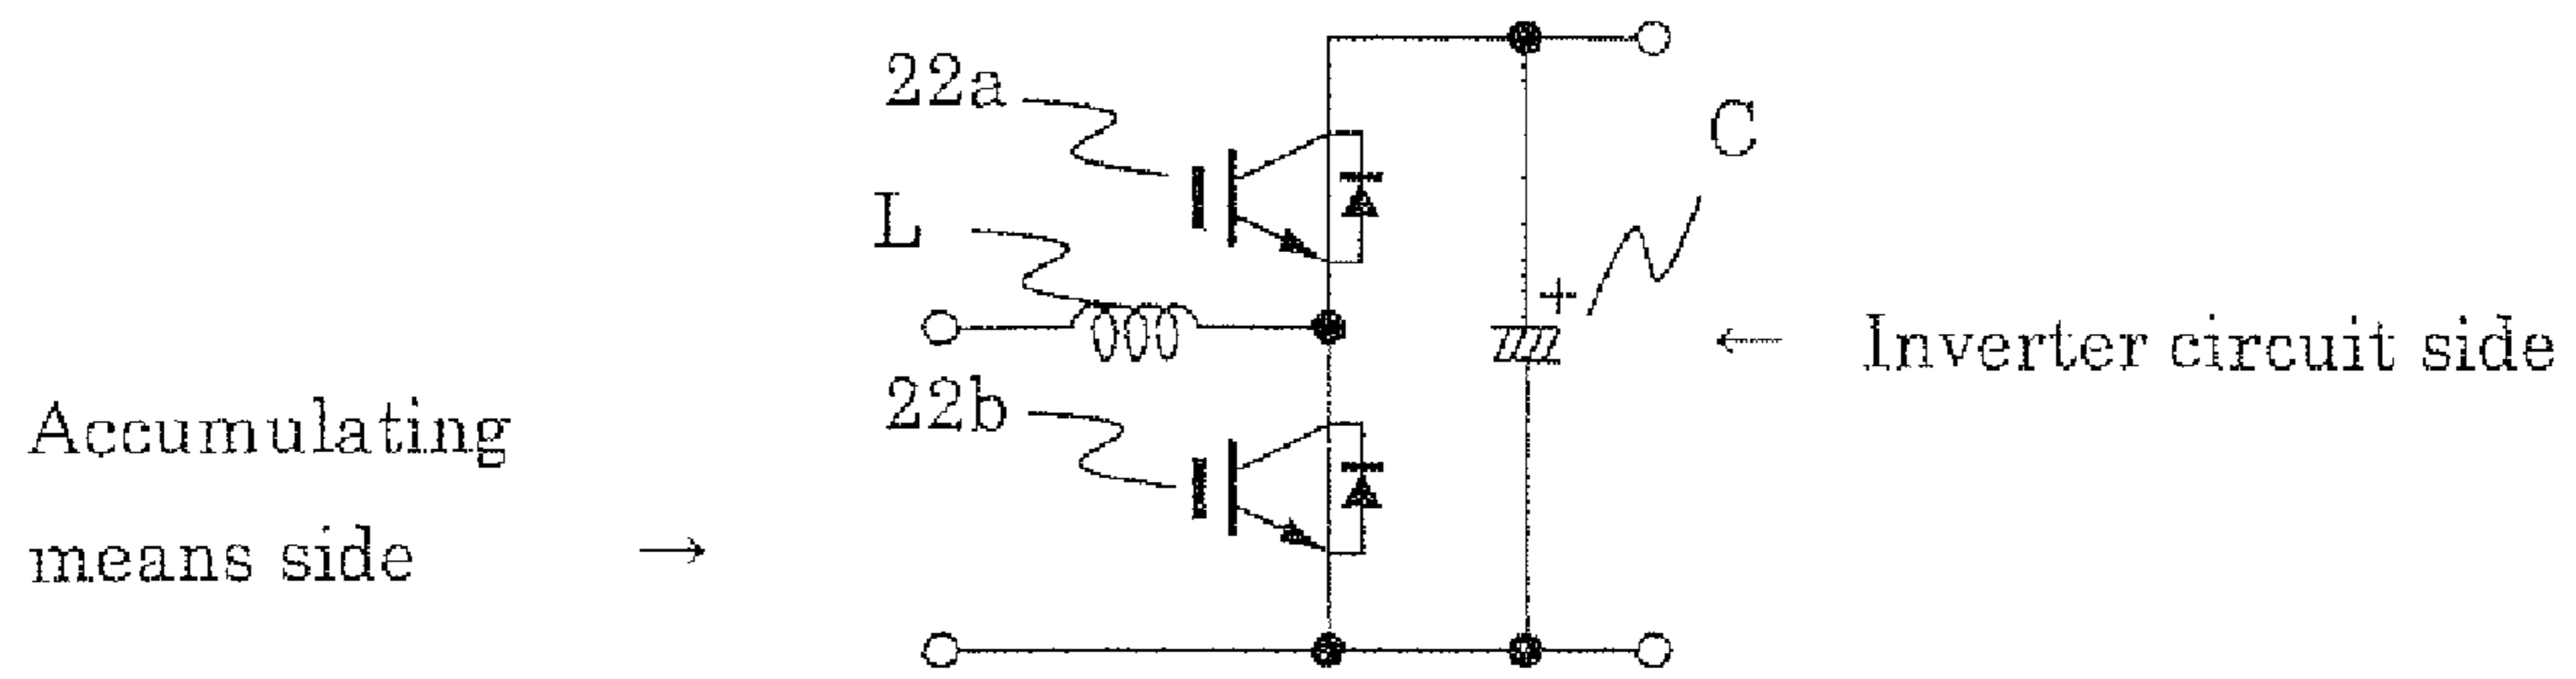 22a
C
L
+
Inverter circuit side
←
22b
Accumulating
means side →